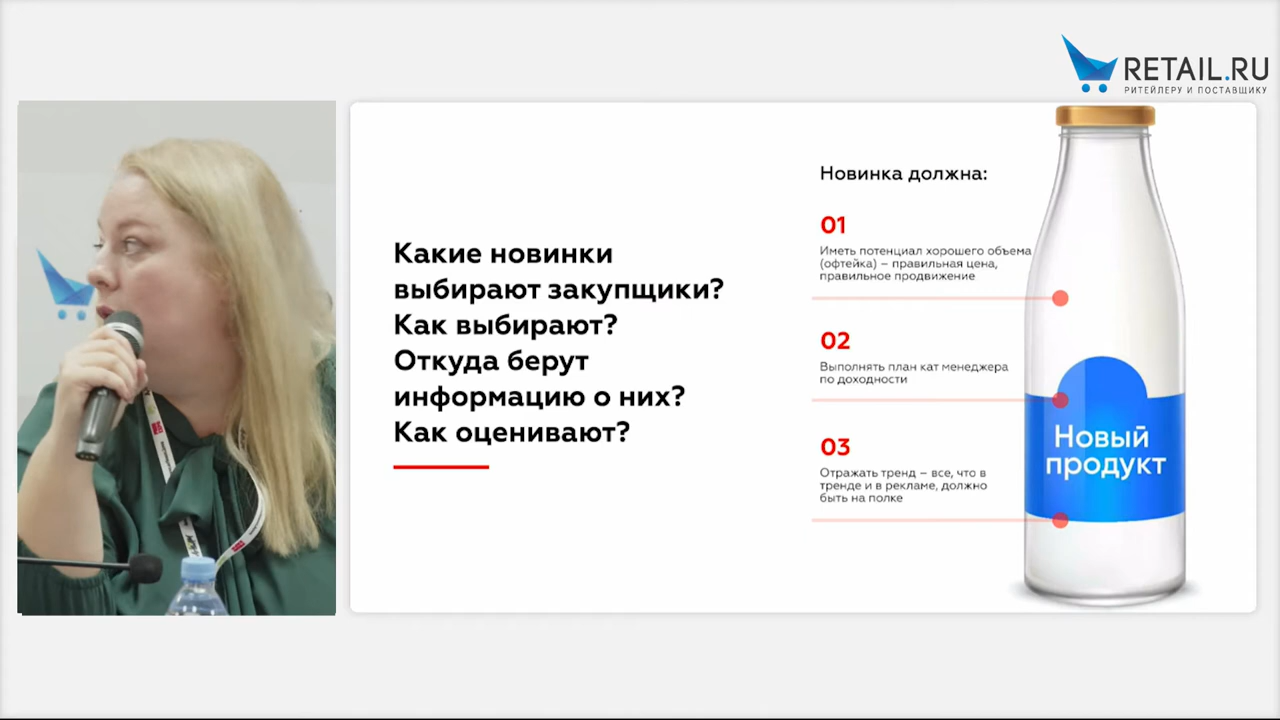 RETAIL.RU
РИТЕЙЛЕРУ И ПОСТАВЩИКУ
Какие новинки
выбирают закупщики?
Как выбирают?
Откуда берут
информацию о них?
Как оценивают?
Новинка должна:
01
Иметь потенциал хорошего объема
(офтейка) – правильная цена,
правильное продвижение
02
Выполнять план кат менеджера
по доходности
03
Отражать тренд – все, что в
тренде и в рекламе, должно
быть на полке
Новый
продукт